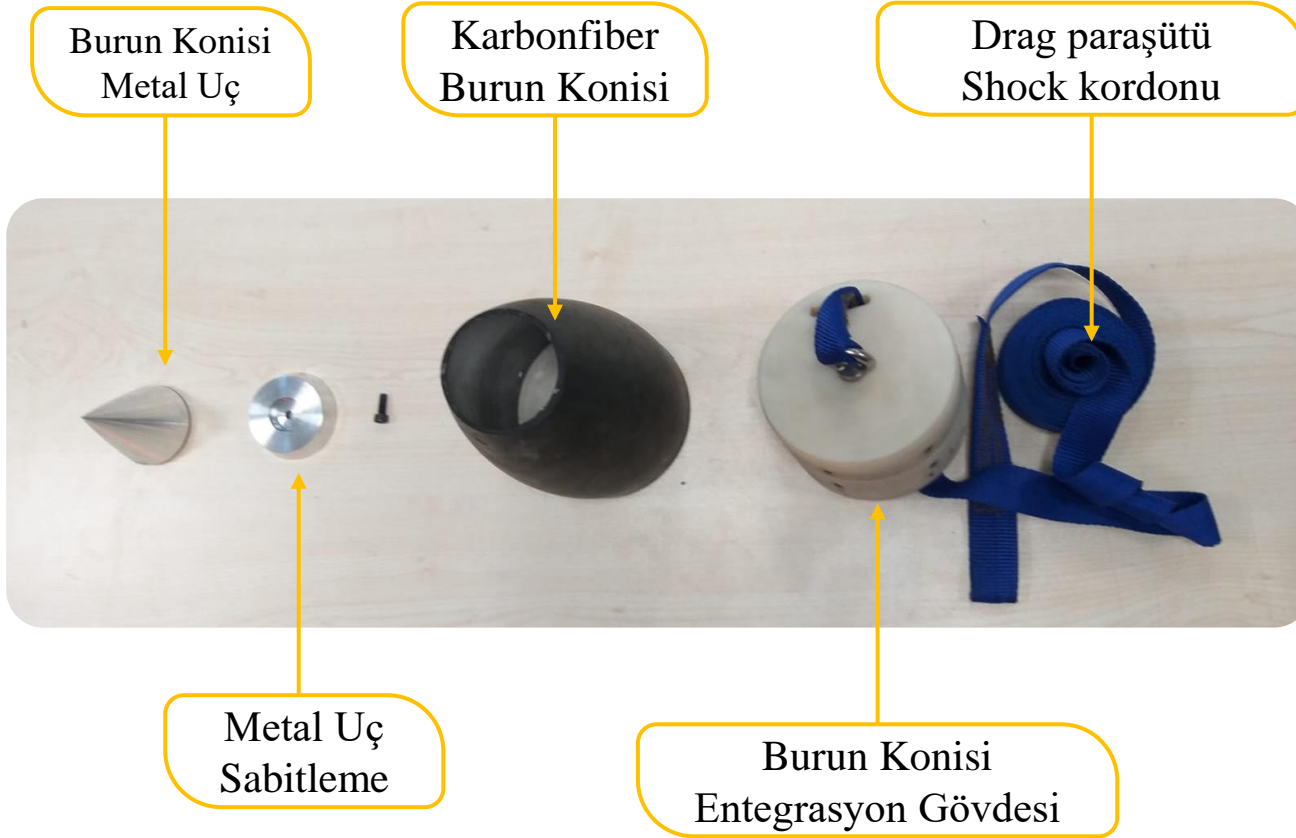 Burun Konisi
Metal Uç
Karbonfiber
Burun Konisi
Drag paraşütü
Shock kordonu
Metal Uç
Sabitleme
Burun Konisi
Entegrasyon Gövdesi